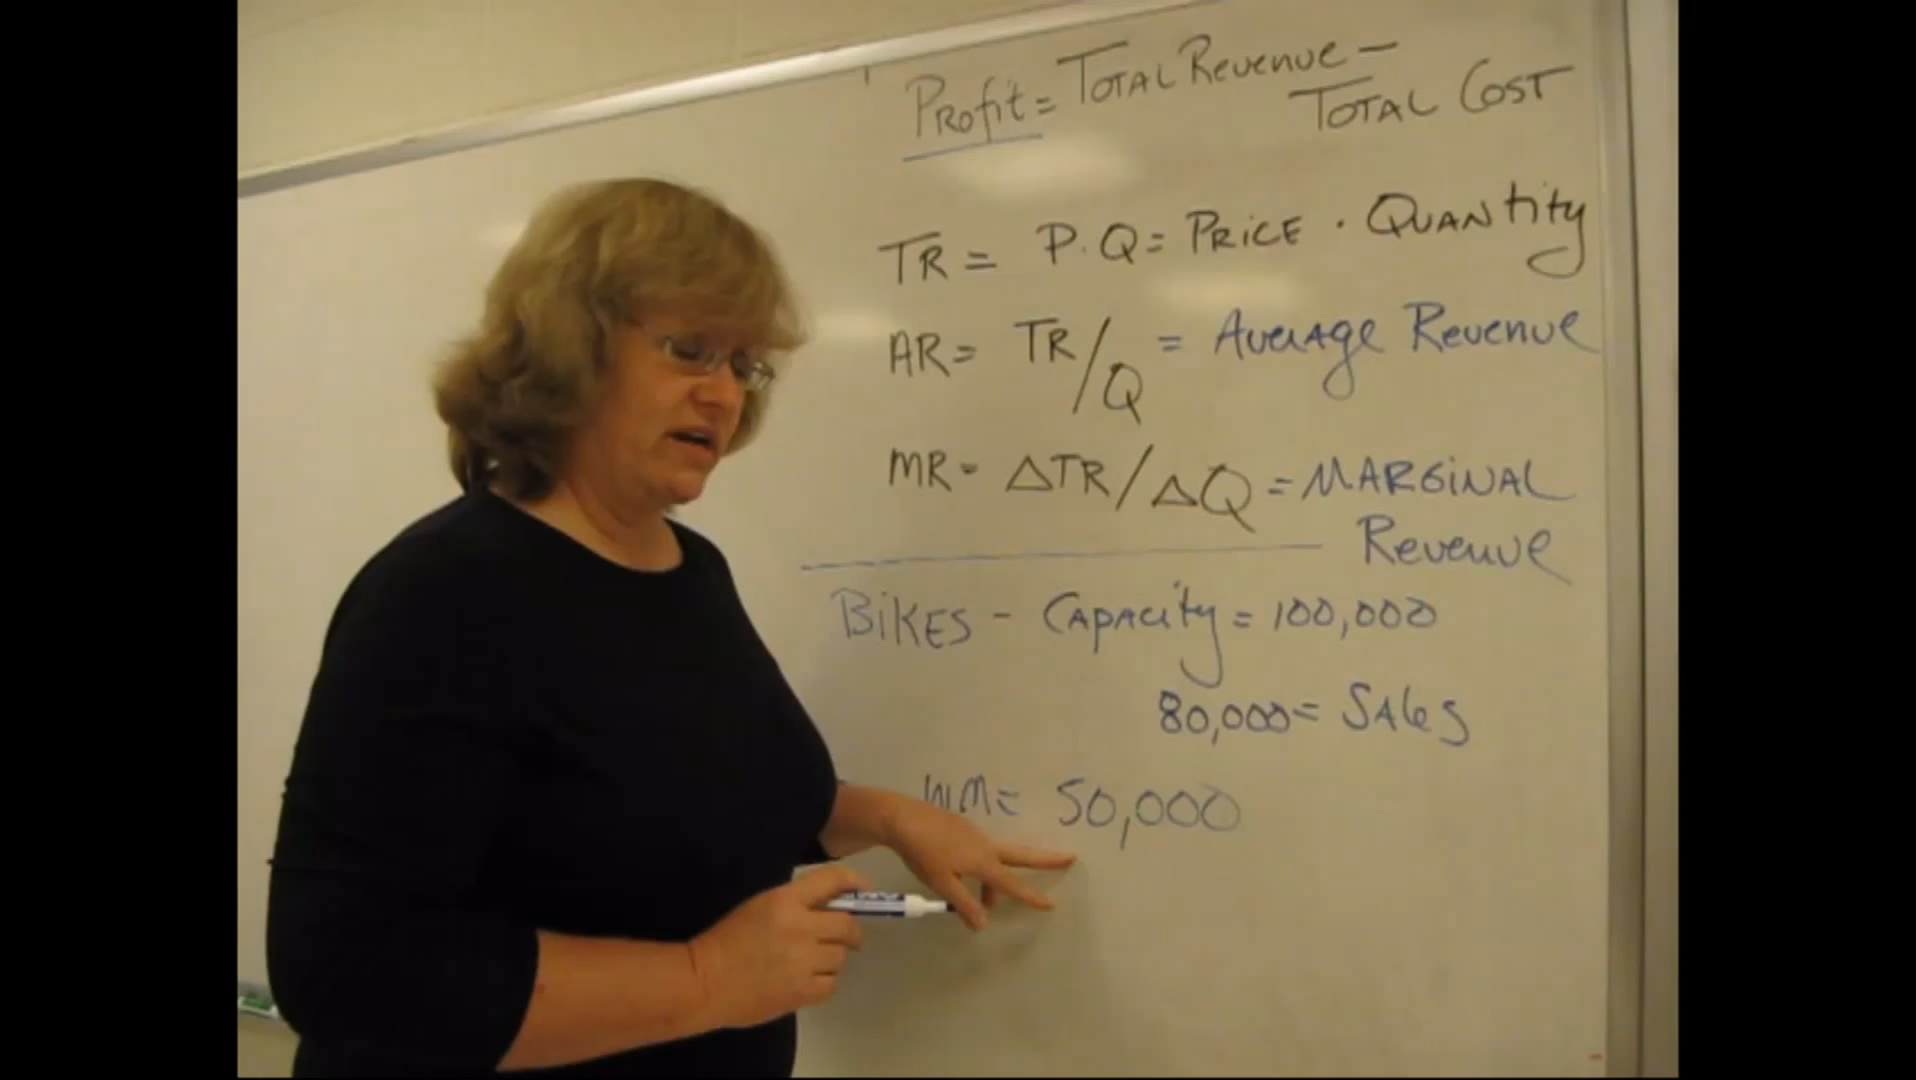 Profit = Total Revenue -
Total Cost
TR = P.Q = Price · Quantity
AR = TR/Q = Average Revenue
MR = ΔTR/ΔQ = Marginal
Revenue
Bikes - Capacity = 100,000
80,000 = Sales
WM = 50,000